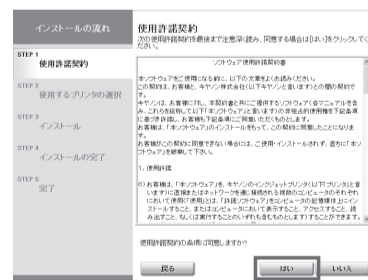 インストールの流れ
STEP 1
使用許諾契約
STEP 2
使用するプリンタの選択
STEP 3
インストール
STEP 4
インストールの完了
STEP 5
完了
使用許諾契約
次の使用許諾契約を最後まで注意深く読み、同意する場合は[はい]をクリックしてください。
ソフトウェア使用許諾契約書
本ソフトウェアをご使用になる前に、以下の文章をよくお読みください。
この契約は、お客様と、キヤノン株式会社(以下キヤノンといいます)との間の契約で
す。
キヤノンは、お客様に対し、本契約書と共にご提供するソフトウェア(各マニュアルを含
み、これらを総称して以下「本ソフトウェア」と言います)の非独占的使用権を下記条項
に基づき許諾し、お客様も下記条項にご同意いただくものとします。
お客様は、「本ソフトウェア」のインストールをもって、この契約に同意したことになりま
す。
お客様がこの契約に同意できない場合には、ご使用・インストールされず、直ちに「本ソ
フトウェア」を破棄して下さい。
1. 使用許諾
(1) お客様は、「本ソフトウェア」を、キヤノンのインクジェットプリンタ(以下「プリンタ」と言
います)に直接またはネットワークを通じ接続される複数のコンピュータのそれぞれ
において使用(「使用」とは、「許諾ソフトウェア」をコンピュータの記憶媒体上にイン
ストールすること、またはコンピュータにおいて表示すること、アクセスすること、読
み出すこと、もしくは実行することのいずれも含むものとします)することができます。
使用許諾契約の条項に同意しますか?
戻る
はい
いいえ